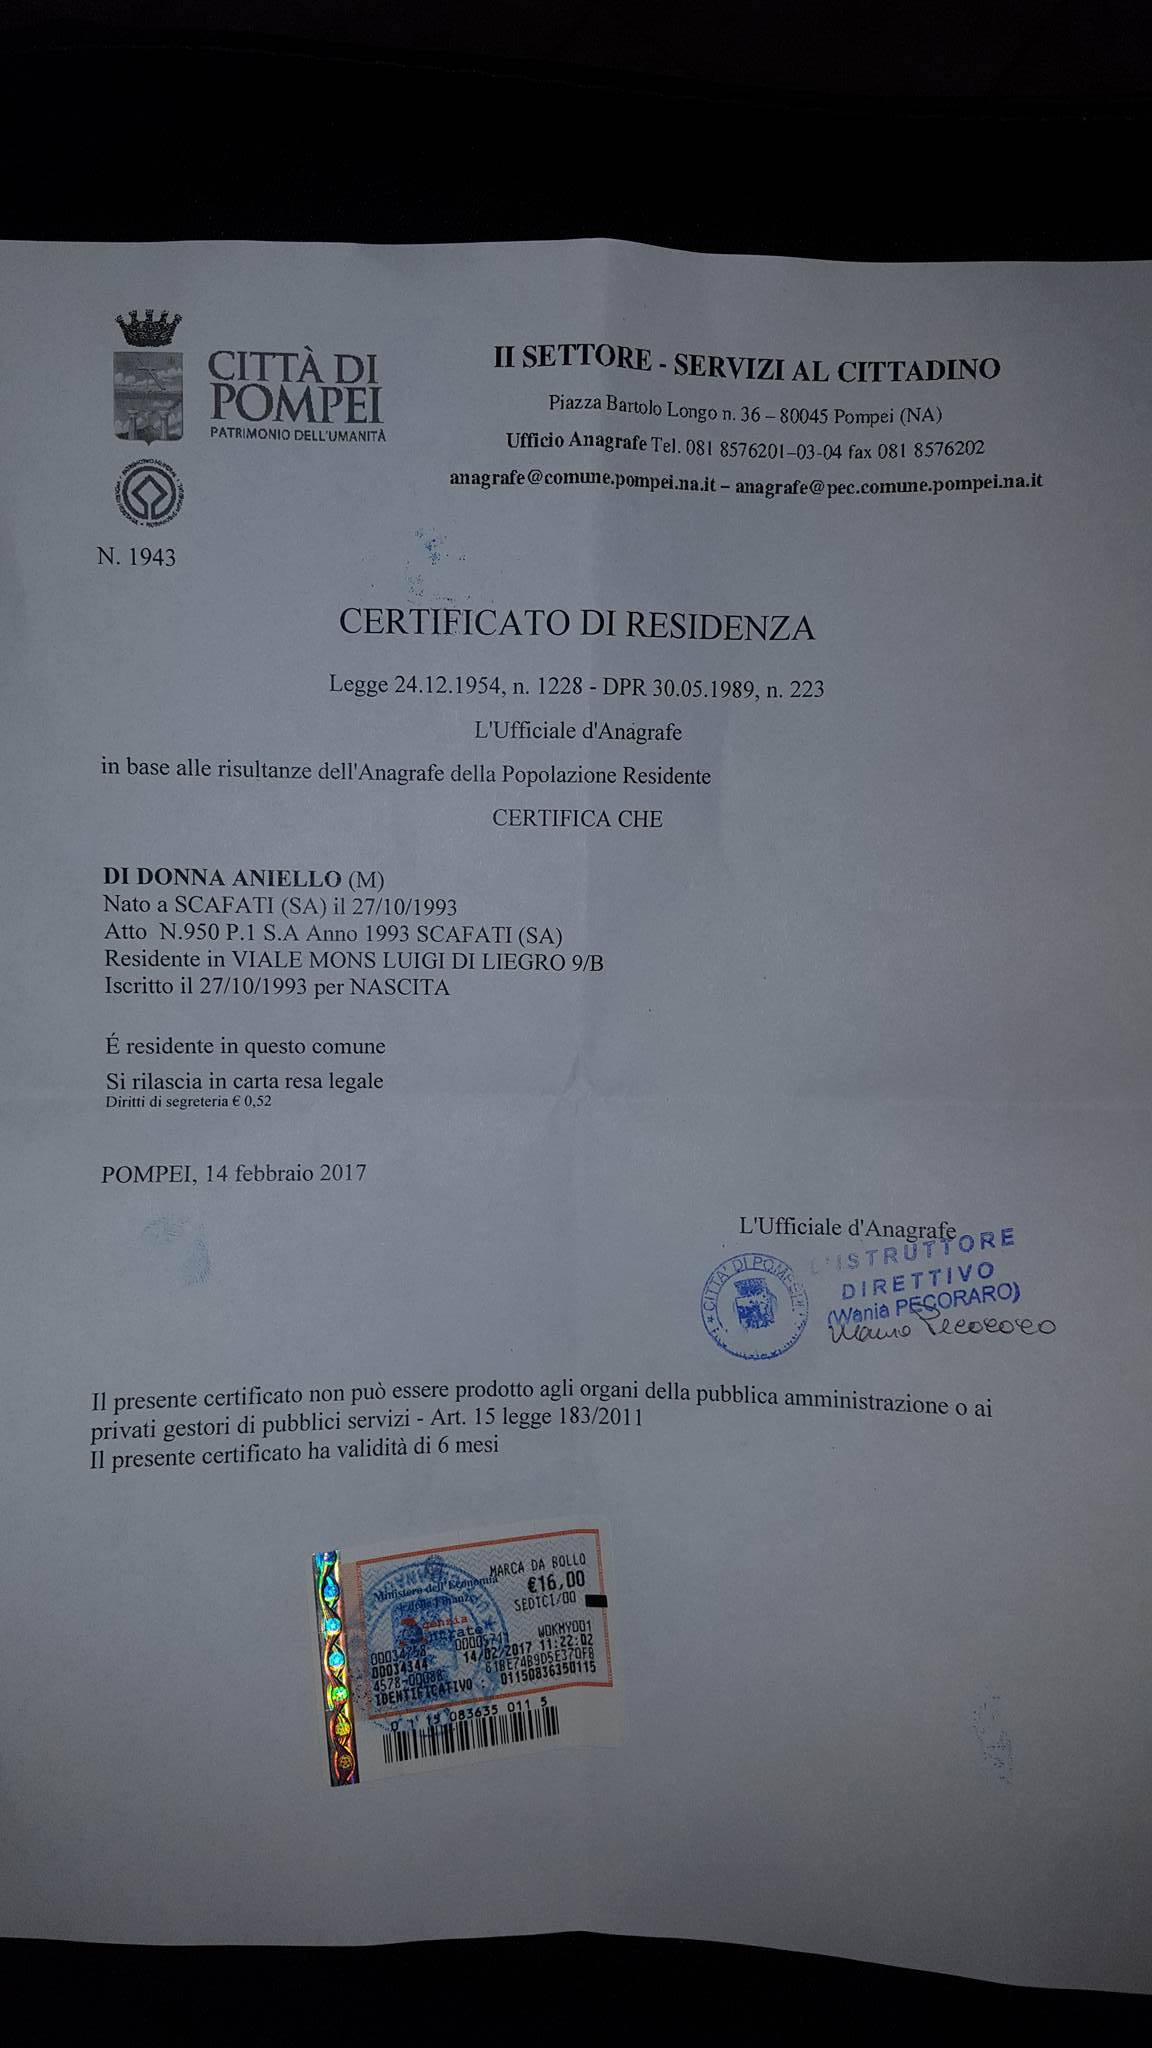 CITTÀ DI
POMPEI
PATRIMONIO DELL'UMANITÀ
II SETTORE - SERVIZI AL CITTADINO
Piazza Bartolo Longo n. 36 – 80045 Pompei (NA)
Ufficio Anagrafe Tel. 081 8576201–03-04 fax 081 8576202
anagrafe@comune.pompei.na.it – anagrafe@pec.comune.pompei.na.it
N. 1943
CERTIFICATO DI RESIDENZA
Legge 24.12.1954, n. 1228 - DPR 30.05.1989, n. 223
L'Ufficiale d'Anagrafe
in base alle risultanze dell'Anagrafe della Popolazione Residente
CERTIFICA CHE
DI DONNA ANIELLO (M)
Nato a SCAFATI (SA) il 27/10/1993
Atto N.950 P.1 S.A Anno 1993 SCAFATI (SA)
Residente in VIALE MONS LUIGI DI LIEGRO 9/B
Iscritto il 27/10/1993 per NASCITA
É residente in questo comune
Si rilascia in carta resa legale
Diritti di segreteria € 0,52
POMPEI, 14 febbraio 2017
L'Ufficiale d'Anagrafe
L'ISTRUTTORE
DIRETTIVO
(Wania PECORARO)
CITTA' DI POMPEI
Il presente certificato non può essere prodotto agli organi della pubblica amministrazione o ai
privati gestori di pubblici servizi - Art. 15 legge 183/2011
Il presente certificato ha validità di 6 mesi
MARCA DA BOLLO
Ministero dell'Economia
e delle Finanze
€16,00
SEDICI/00
genzia
ntrate
W0KMY001
00034344
14/02/2017 11:22:02
4578-00088
61BE74B9D5E370FB
IDENTIFICATIVO : 01150836350115
0 1 15 083635 011 5